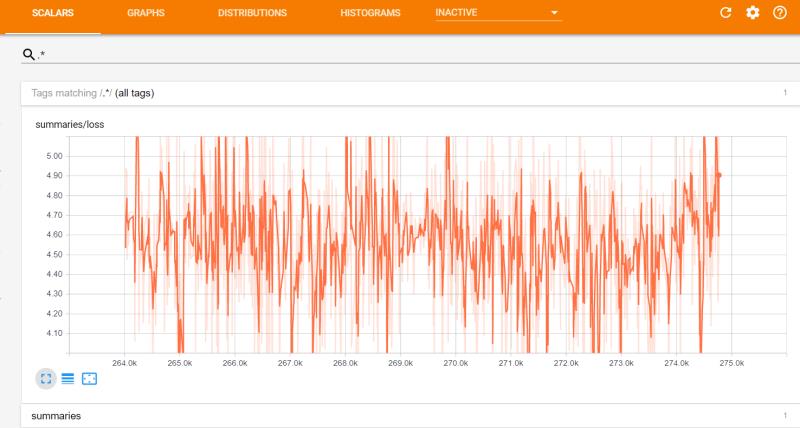 SCALARS GRAPHS DISTRIBUTIONS HISTOGRAMS INACTIVE
.*
Tags matching /.*/ (all tags) 1
summaries/loss
5.00
4.90
4.80
4.70
4.60
4.50
4.40
4.30
4.20
4.10
264.0k 265.0k 266.0k 267.0k 268.0k 269.0k 270.0k 271.0k 272.0k 273.0k 274.0k 275.0k
summaries 1